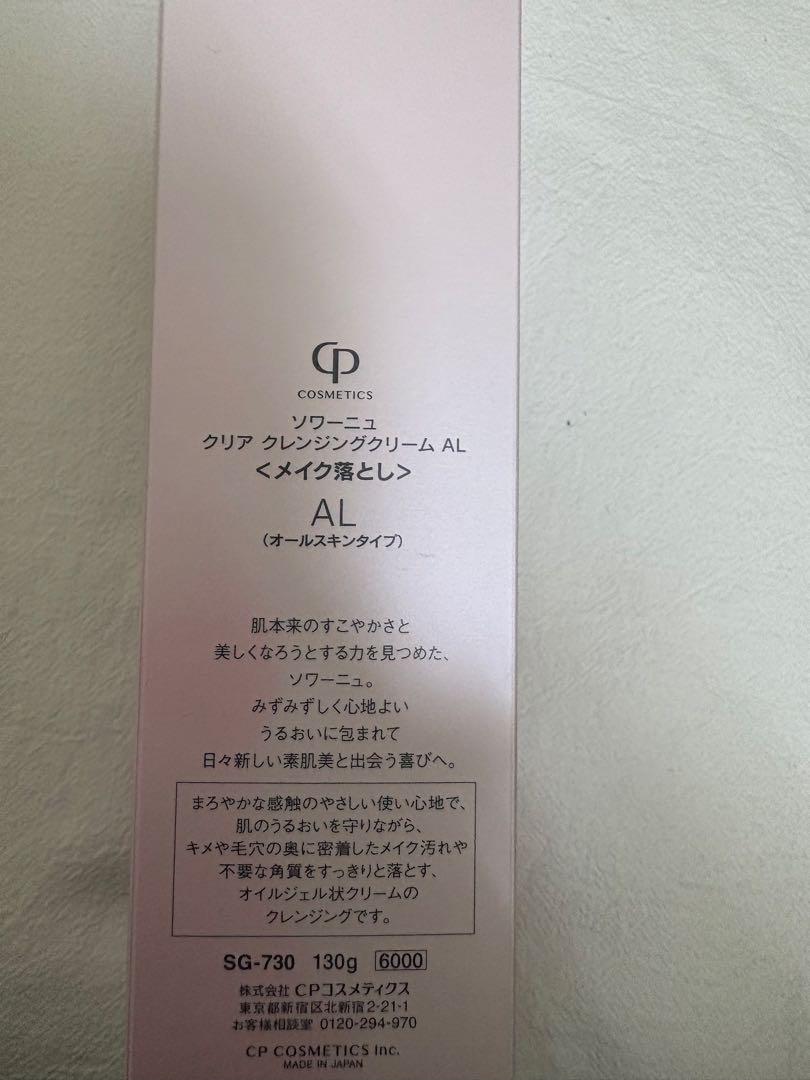 Cp
COSMETICS
ソワーニュ
クリア クレンジングクリーム AL
<メイク落とし>
AL
(オールスキンタイプ)
肌本来のすこやかさと
美しくなろうとする力を見つめた、
ソワーニュ。
みずみずしく心地よい
うるおいに包まれて
日々新しい素肌美と出会う喜びへ。
まろやかな感触のやさしい使い心地で、
肌のうるおいを守りながら、
キメや毛穴の奥に密着したメイク汚れや
不要な角質をすっきりと落とす、
オイルジェル状クリームの
クレンジングです。
SG-730 130g 6000
株式会社 CPコスメティクス
東京都新宿区北新宿2-21-1
お客様相談室 0120-294-970
CP COSMETICS Inc.
MADE IN JAPAN